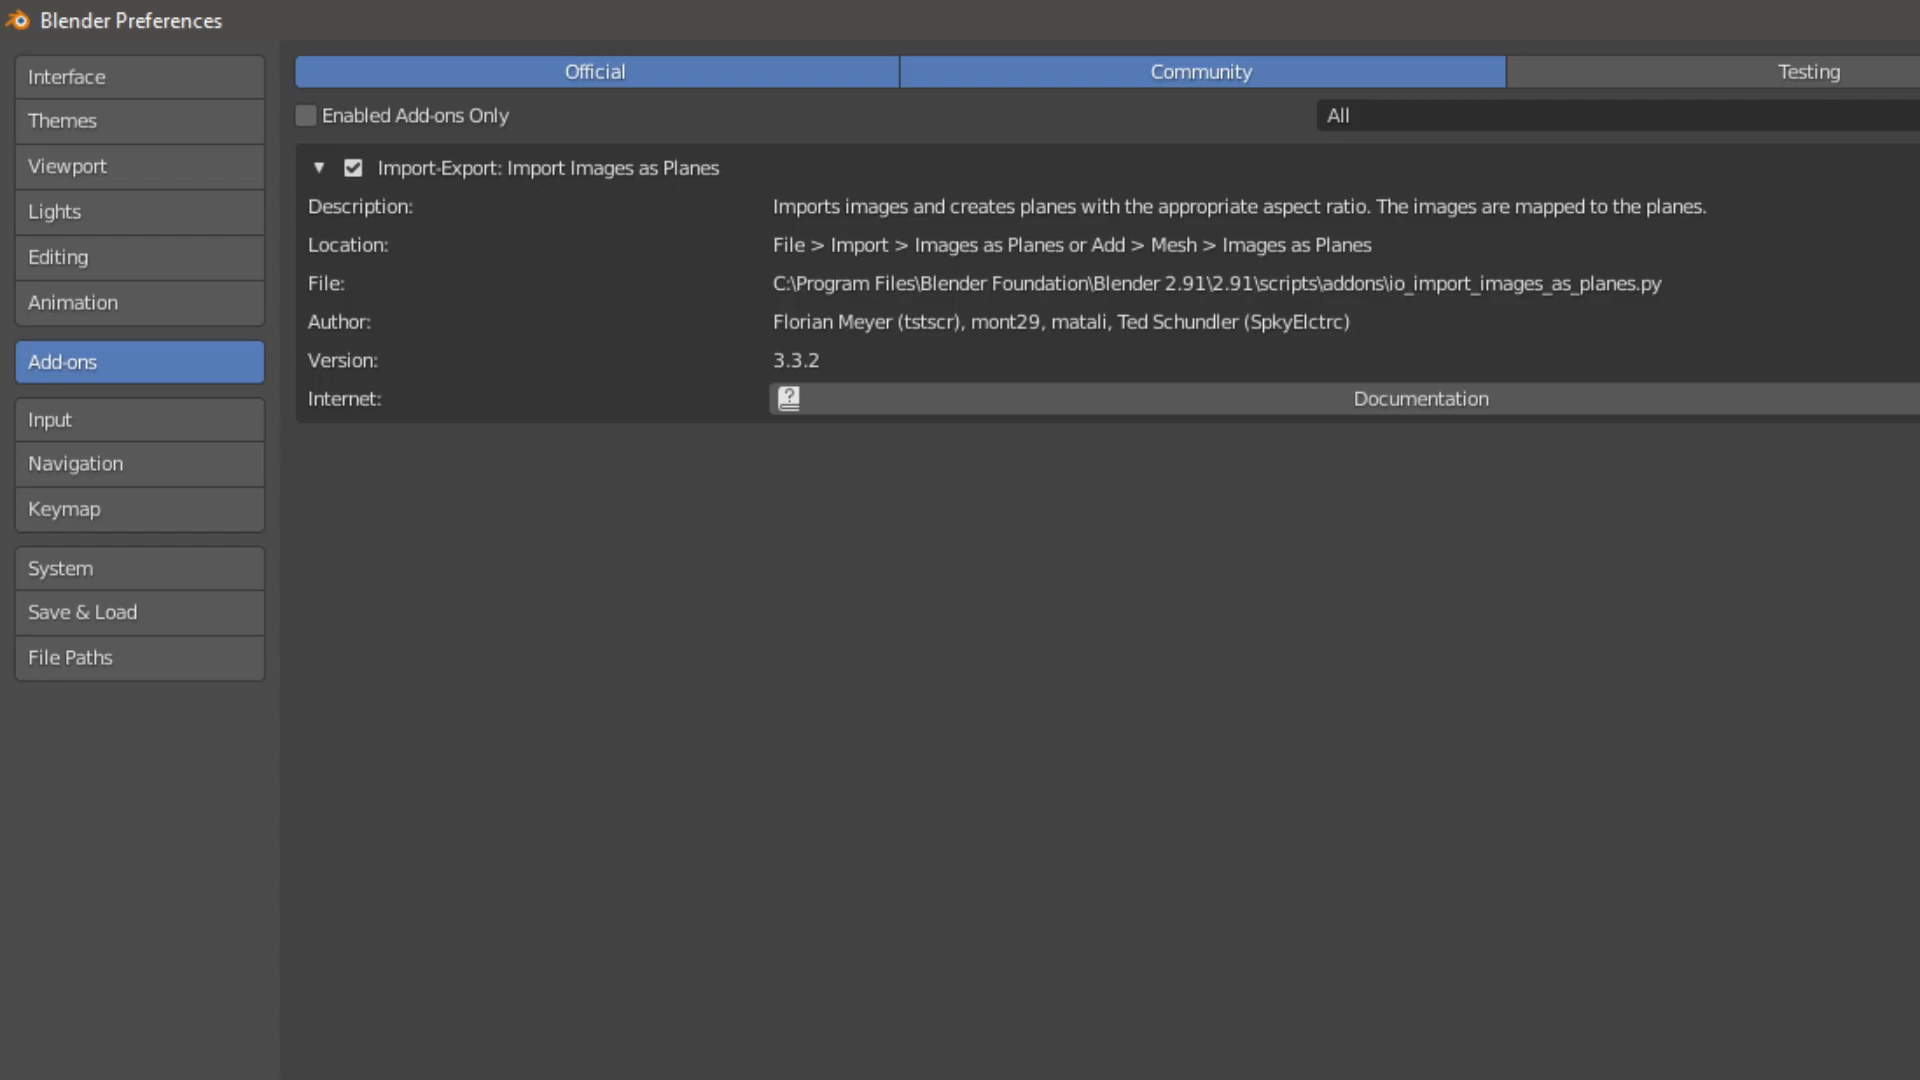 Blender Preferences
Interface
Themes
Viewport
Lights
Editing
Animation
Add-ons
Input
Navigation
Keymap
System
Save & Load
File Paths
Official Community Testing
Enabled Add-ons Only All
Import-Export: Import Images as Planes
Description: Imports images and creates planes with the appropriate aspect ratio. The images are mapped to the planes.
Location: File > Import > Images as Planes or Add > Mesh > Images as Planes
File: C:\Program Files\Blender Foundation\Blender 2.91\2.91\scripts\addons\io_import_images_as_planes.py
Author: Florian Meyer (tstscr), mont29, matali, Ted Schundler (SpkyElctrc)
Version: 3.3.2
Internet: Documentation